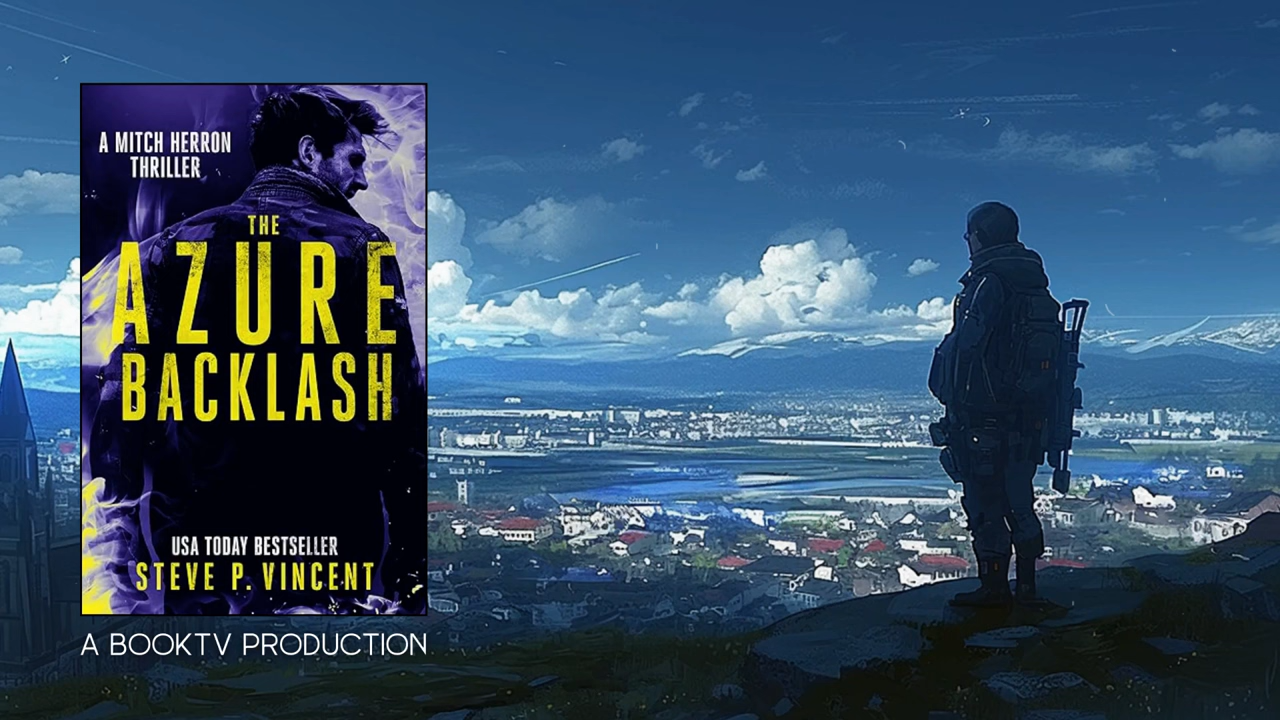 A MITCH HERRON
THRILLER
THE
AZURE
BACKLASH
USA TODAY BESTSELLER
STEVE P. VINCENT
A BOOKTV PRODUCTION